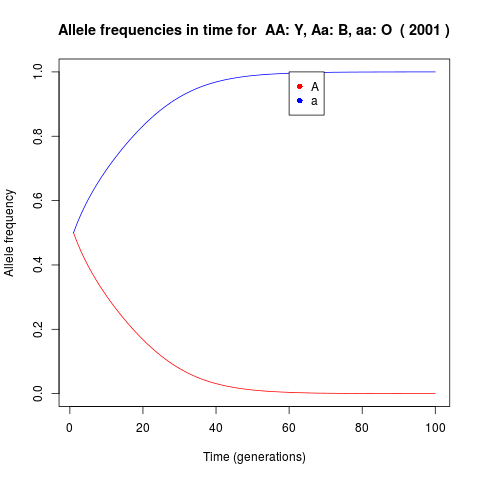 Allele frequencies in time for  AA: Y, Aa: B, aa: O  ( 2001 )
Allele frequency
1.0
0.8
0.6
0.4
0.2
0.0
A
a
0
20
40
60
80
100
Time (generations)